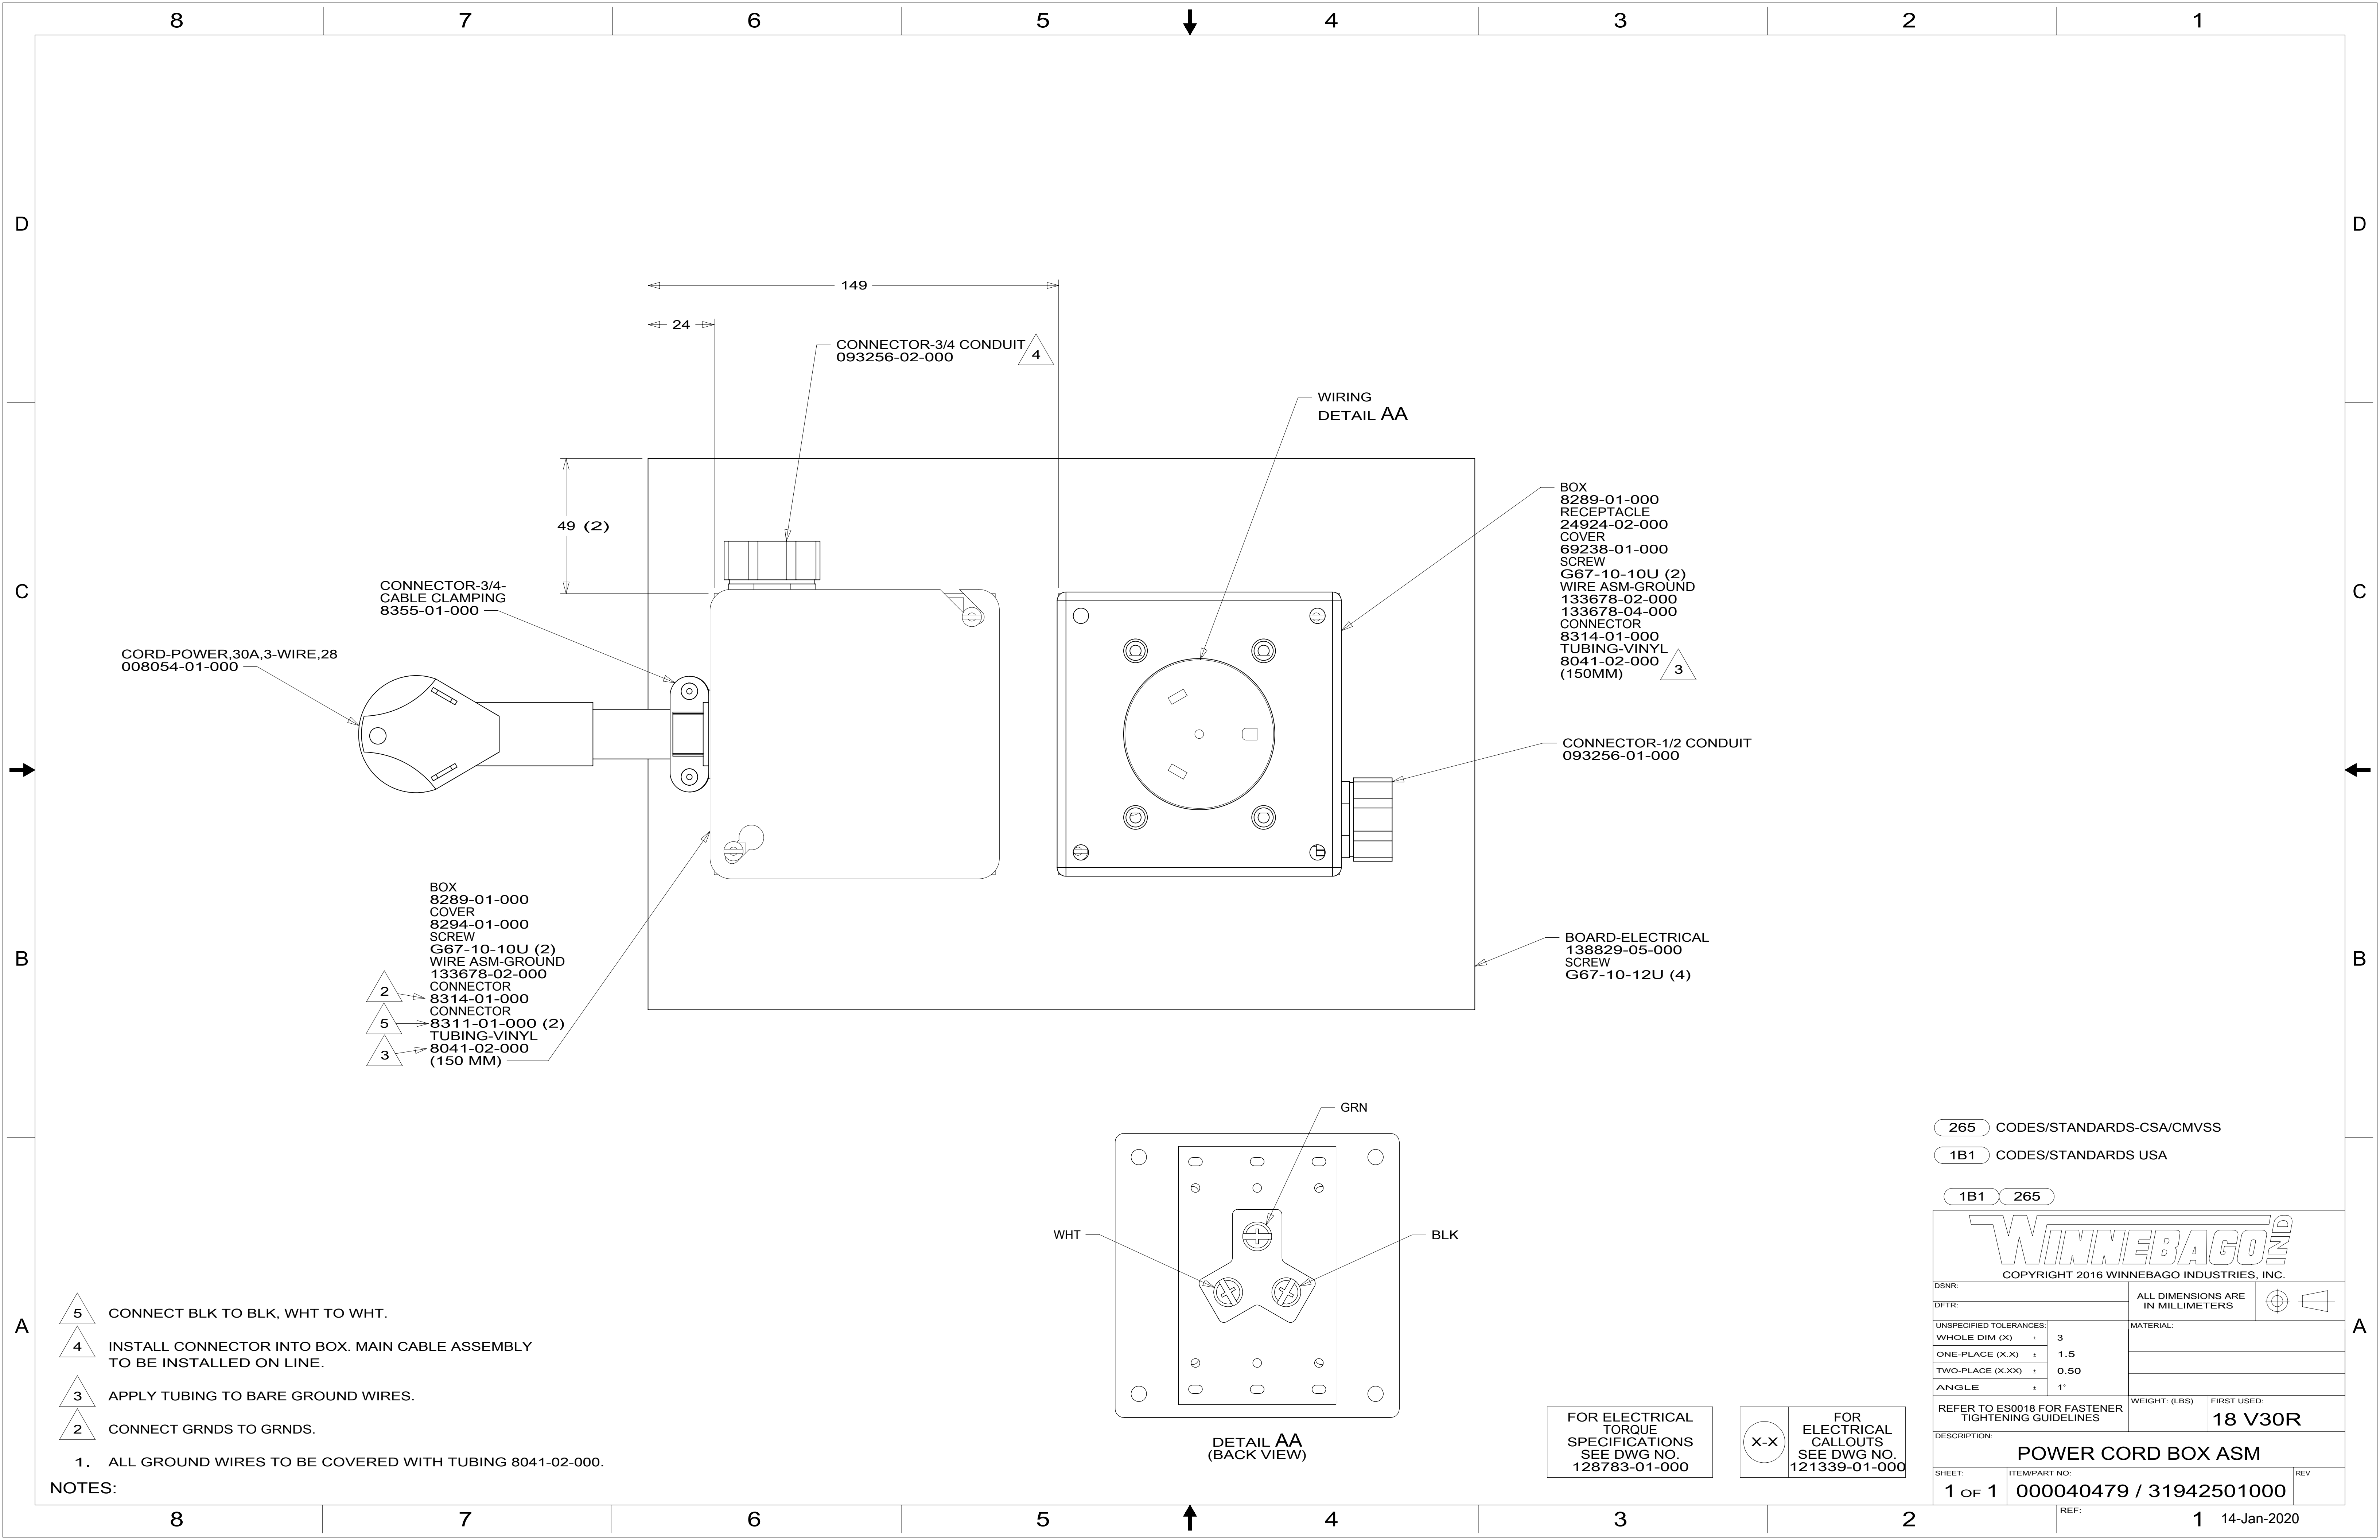 8 7 6 5 4 3 2 1
D D
149
24
CONNECTOR-3/4 CONDUIT
093256-02-000
4
WIRING
DETAIL AA
49 (2)
C C
BOX
8289-01-000
RECEPTACLE
24924-02-000
COVER
69238-01-000
SCREW
G67-10-10U (2)
WIRE ASM-GROUND
133678-02-000
133678-04-000
CONNECTOR
8314-01-000
TUBING-VINYL
8041-02-000
(150MM)
3
CONNECTOR-3/4-
CABLE CLAMPING
8355-01-000
CORD-POWER,30A,3-WIRE,28
008054-01-000
CONNECTOR-1/2 CONDUIT
093256-01-000
BOX
8289-01-000
COVER
8294-01-000
SCREW
G67-10-10U (2)
WIRE ASM-GROUND
133678-02-000
CONNECTOR
2
8314-01-000
CONNECTOR
5
8311-01-000 (2)
TUBING-VINYL
3
8041-02-000
(150 MM)
B B
BOARD-ELECTRICAL
138829-05-000
SCREW
G67-10-12U (4)
GRN
WHT
BLK
DETAIL AA
(BACK VIEW)
A A
5 CONNECT BLK TO BLK, WHT TO WHT.
4 INSTALL CONNECTOR INTO BOX. MAIN CABLE ASSEMBLY
TO BE INSTALLED ON LINE.
3 APPLY TUBING TO BARE GROUND WIRES.
2 CONNECT GRNDS TO GRNDS.
1. ALL GROUND WIRES TO BE COVERED WITH TUBING 8041-02-000.
NOTES:
FOR ELECTRICAL
TORQUE
SPECIFICATIONS
SEE DWG NO.
128783-01-000
X-X
FOR
ELECTRICAL
CALLOUTS
SEE DWG NO.
121339-01-000
265 CODES/STANDARDS-CSA/CMVSS
1B1 CODES/STANDARDS USA
1B1 265
WINNEBAGO IND
COPYRIGHT 2016 WINNEBAGO INDUSTRIES, INC.
DSNR:
DFTR:
ALL DIMENSIONS ARE
IN MILLIMETERS
UNSPECIFIED TOLERANCES:
WHOLE DIM (X) ± 3
ONE-PLACE (X.X) ± 1.5
TWO-PLACE (X.XX) ± 0.50
ANGLE ± 1°
MATERIAL:
REFER TO ES0018 FOR FASTENER
TIGHTENING GUIDELINES
WEIGHT: (LBS)
FIRST USED:
18 V30R
DESCRIPTION:
POWER CORD BOX ASM
SHEET:
1 OF 1
ITEM/PART NO:
000040479 / 31942501000
REV
REF:
8 7 6 5 4 3 2 1
14-Jan-2020